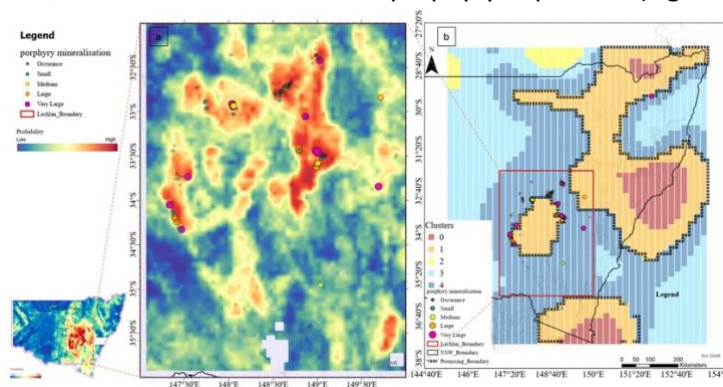 a
b
Legend
porphyry mineralisation
Occurence
Small
Medium
Large
Very Large
Lachlan_Boundary
Probability
Low
High
32°30'S
33°S
33°30'S
34°S
34°30'S
35°S
35°30'S
147°30'E
148°E
148°30'E
149°E
149°30'E
N
27°20'S
28°40'S
30°S
31°20'S
32°40'S
34°S
35°20'S
36°40'S
38°S
Clusters
0
1
2
3
4
porphyry mineralisation
Occurence
Small
Medium
Large
Very Large
Lachlan_Boundary
NSW_Boundary
Promising_Boundary
Legend
0 50 100 200
Kilometers
144°40'E 146°E 147°20'E 148°40'E 150°E 151°20'E 152°40'E